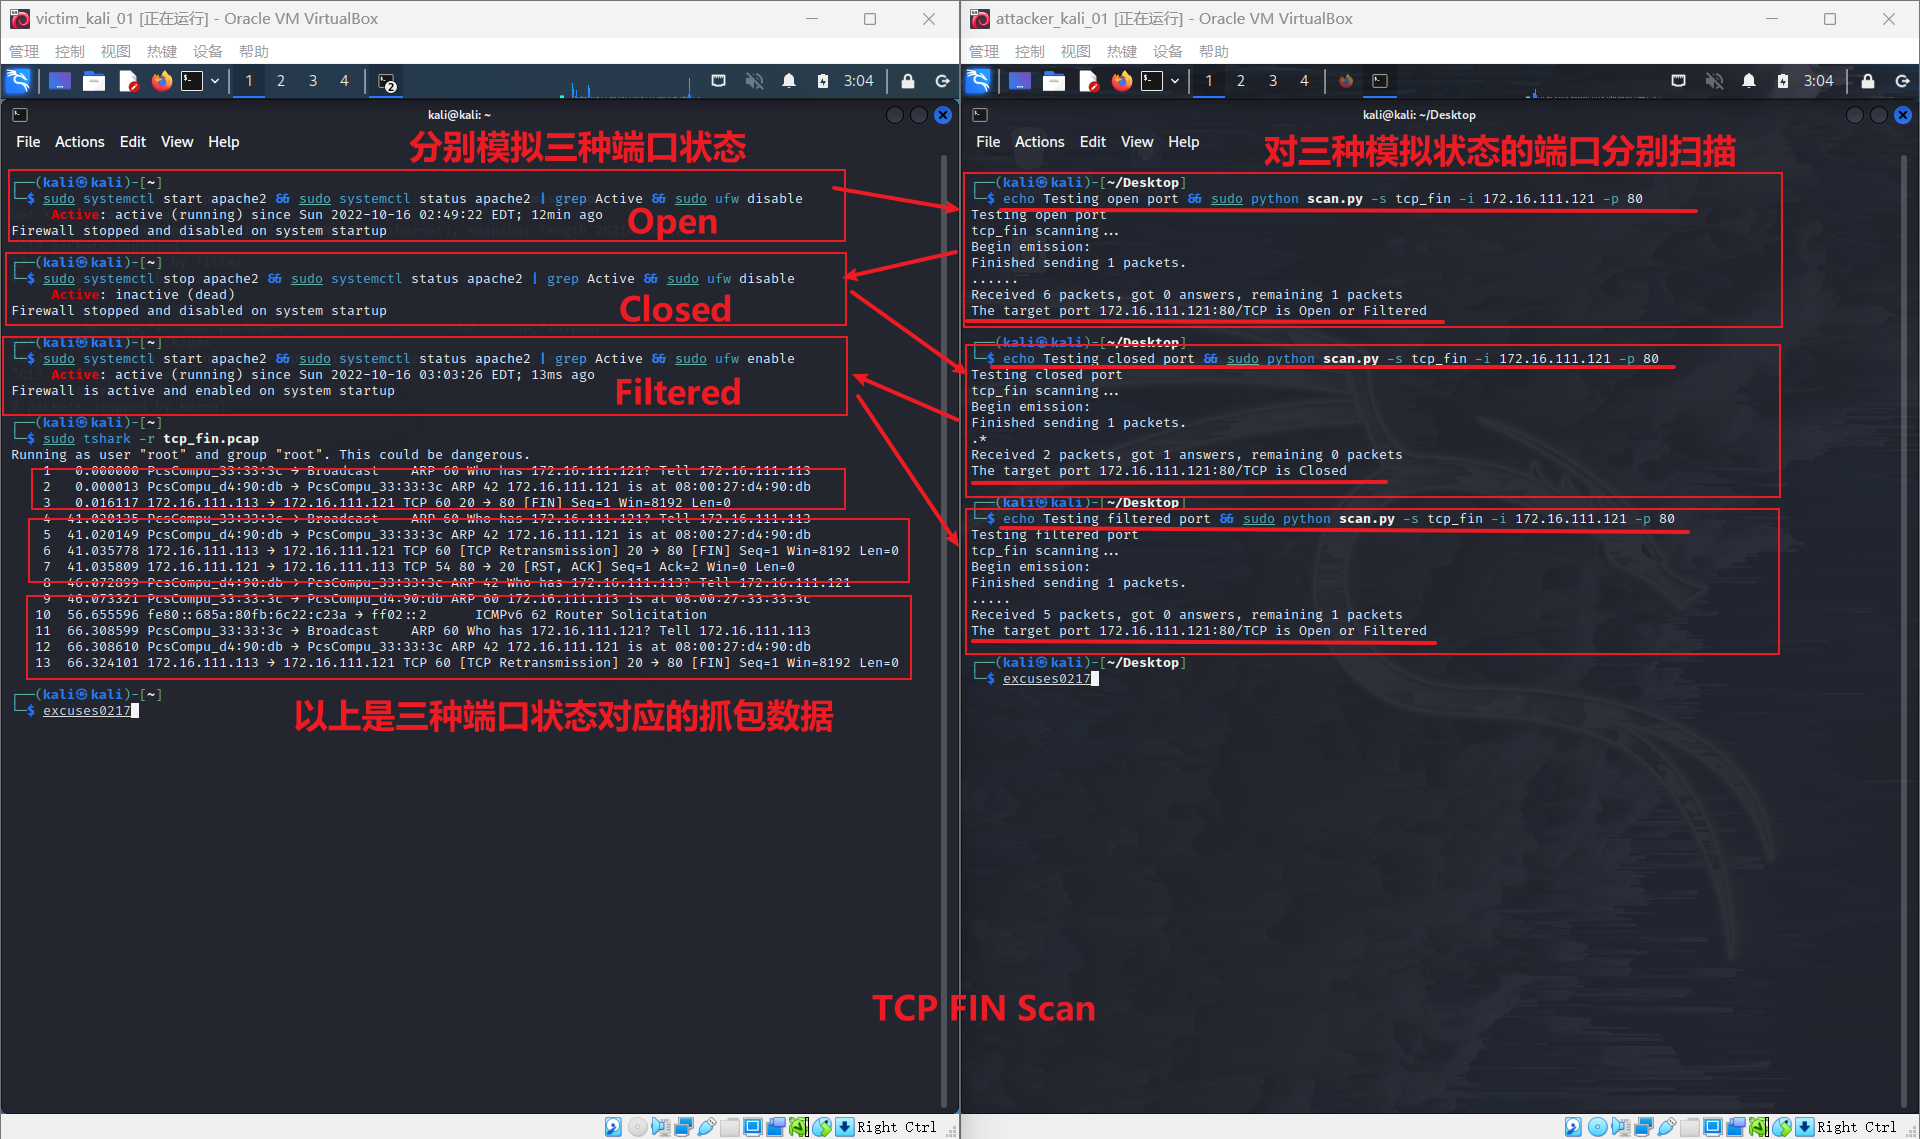 victim_kali_01 [正在运行] - Oracle VM VirtualBox
管理 控制 视图 热键 设备 帮助
1 2 3 4 2 3:04
kali@kali: ~
File Actions Edit View Help
分别模拟三种端口状态
┌──(kali㉿kali)-[~]
└─$ sudo systemctl start apache2 && sudo systemctl status apache2 | grep Active && sudo ufw disable
Active: active (running) since Sun 2022-10-16 02:49:22 EDT; 12min ago
Firewall stopped and disabled on system startup
Open
┌──(kali㉿kali)-[~]
└─$ sudo systemctl stop apache2 && sudo systemctl status apache2 | grep Active && sudo ufw disable
Active: inactive (dead)
Firewall stopped and disabled on system startup
Closed
┌──(kali㉿kali)-[~]
└─$ sudo systemctl start apache2 && sudo systemctl status apache2 | grep Active && sudo ufw enable
Active: active (running) since Sun 2022-10-16 03:03:26 EDT; 13ms ago
Firewall is active and enabled on system startup
Filtered
┌──(kali㉿kali)-[~]
└─$ sudo tshark -r tcp_fin.pcap
Running as user "root" and group "root". This could be dangerous.
1 0.000000 PcsCompu_33:33:3c → Broadcast ARP 60 Who has 172.16.111.121? Tell 172.16.111.113
2 0.000013 PcsCompu_d4:90:db → PcsCompu_33:33:3c ARP 42 172.16.111.121 is at 08:00:27:d4:90:db
3 0.016117 172.16.111.113 → 172.16.111.121 TCP 60 20 → 80 [FIN] Seq=1 Win=8192 Len=0
4 41.020135 PcsCompu_33:33:3c → Broadcast ARP 60 Who has 172.16.111.121? Tell 172.16.111.113
5 41.020149 PcsCompu_d4:90:db → PcsCompu_33:33:3c ARP 42 172.16.111.121 is at 08:00:27:d4:90:db
6 41.035778 172.16.111.113 → 172.16.111.121 TCP 60 [TCP Retransmission] 20 → 80 [FIN] Seq=1 Win=8192 Len=0
7 41.035809 172.16.111.121 → 172.16.111.113 TCP 54 80 → 20 [RST, ACK] Seq=1 Ack=2 Win=0 Len=0
8 46.072899 PcsCompu_d4:90:db → PcsCompu_33:33:3c ARP 42 Who has 172.16.111.113? Tell 172.16.111.121
9 46.073321 PcsCompu_33:33:3c → PcsCompu_d4:90:db ARP 60 172.16.111.113 is at 08:00:27:33:33:3c
10 56.655596 fe80::685a:80fb:6c22:c23a → ff02::2 ICMPv6 62 Router Solicitation
11 66.308599 PcsCompu_33:33:3c → Broadcast ARP 60 Who has 172.16.111.121? Tell 172.16.111.113
12 66.308610 PcsCompu_d4:90:db → PcsCompu_33:33:3c ARP 42 172.16.111.121 is at 08:00:27:d4:90:db
13 66.324101 172.16.111.113 → 172.16.111.121 TCP 60 [TCP Retransmission] 20 → 80 [FIN] Seq=1 Win=8192 Len=0
┌──(kali㉿kali)-[~]
└─$ excuses0217
以上是三种端口状态对应的抓包数据
Right Ctrl
attacker_kali_01 [正在运行] - Oracle VM VirtualBox
管理 控制 视图 热键 设备 帮助
1 2 3 4 3:04
kali@kali: ~/Desktop
File Actions Edit View Help
对三种模拟状态的端口分别扫描
┌──(kali㉿kali)-[~/Desktop]
└─$ echo Testing open port && sudo python scan.py -s tcp_fin -i 172.16.111.121 -p 80
Testing open port
tcp_fin scanning...
Begin emission:
Finished sending 1 packets.
......
Received 6 packets, got 0 answers, remaining 1 packets
The target port 172.16.111.121:80/TCP is Open or Filtered
┌──(kali㉿kali)-[~/Desktop]
└─$ echo Testing closed port && sudo python scan.py -s tcp_fin -i 172.16.111.121 -p 80
Testing closed port
tcp_fin scanning...
Begin emission:
Finished sending 1 packets.
.*
Received 2 packets, got 1 answers, remaining 0 packets
The target port 172.16.111.121:80/TCP is Closed
┌──(kali㉿kali)-[~/Desktop]
└─$ echo Testing filtered port && sudo python scan.py -s tcp_fin -i 172.16.111.121 -p 80
Testing filtered port
tcp_fin scanning...
Begin emission:
Finished sending 1 packets.
.....
Received 5 packets, got 0 answers, remaining 1 packets
The target port 172.16.111.121:80/TCP is Open or Filtered
┌──(kali㉿kali)-[~/Desktop]
└─$ excuses0217
TCP FIN Scan
Right Ctrl